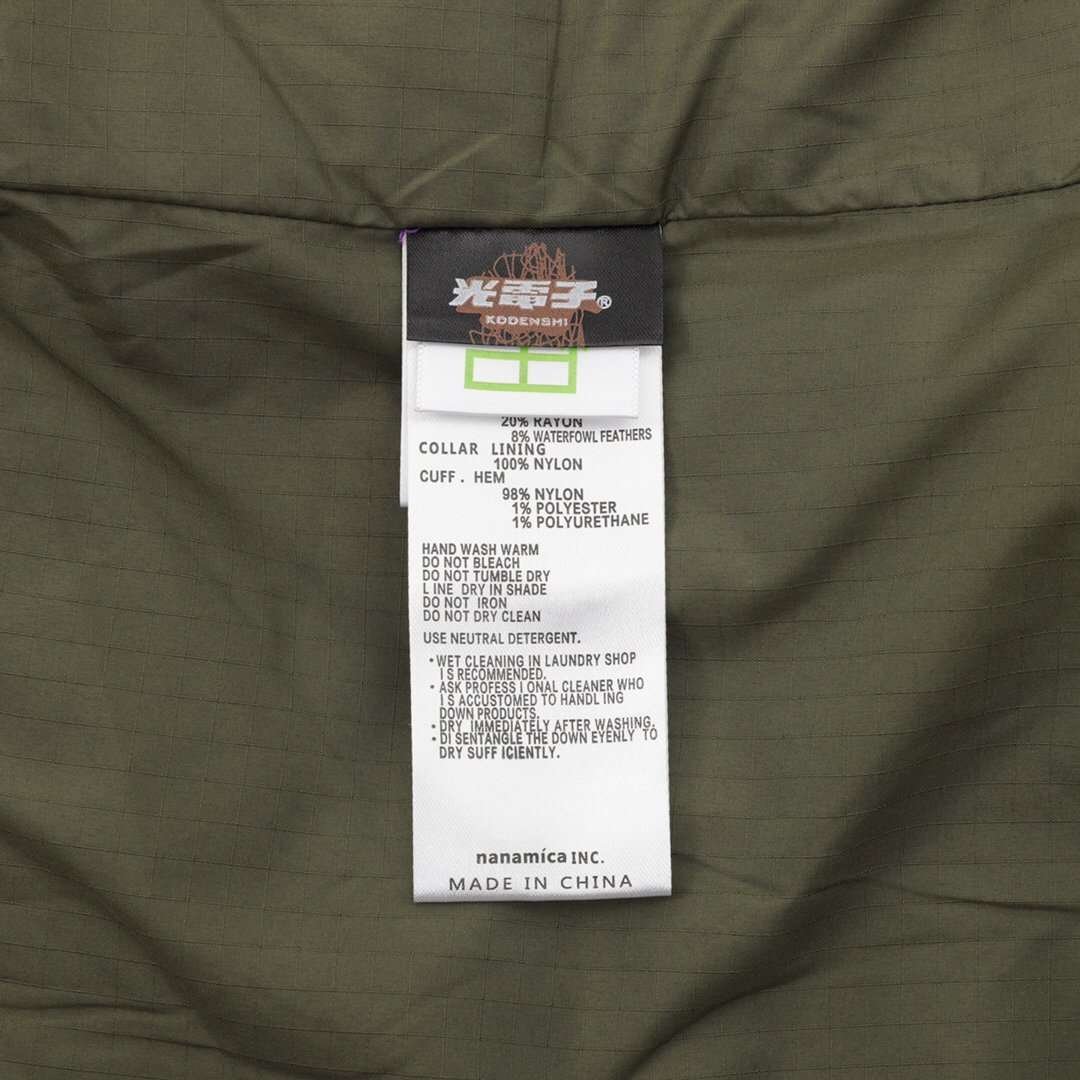 光電子®
KODENSHI
20% RAYON
8% WATERFOWL FEATHERS
COLLAR LINING
100% NYLON
CUFF . HEM
98% NYLON
1% POLYESTER
1% POLYURETHANE
HAND WASH WARM
DO NOT BLEACH
DO NOT TUMBLE DRY
L INE DRY IN SHADE
DO NOT IRON
DO NOT DRY CLEAN
USE NEUTRAL DETERGENT.
・WET CLEANING IN LAUNDRY SHOP
I S RECOMMENDED.
・ASK PROFESS I ONAL CLEANER WHO
I S ACCUSTOMED TO HANDL ING
DOWN PRODUCTS.
・DRY IMMEDIATELY AFTER WASHING.
・DI SENTANGLE THE DOWN EYENLY TO
DRY SUFF ICIENTLY.
nanamíca INC.
MADE IN CHINA